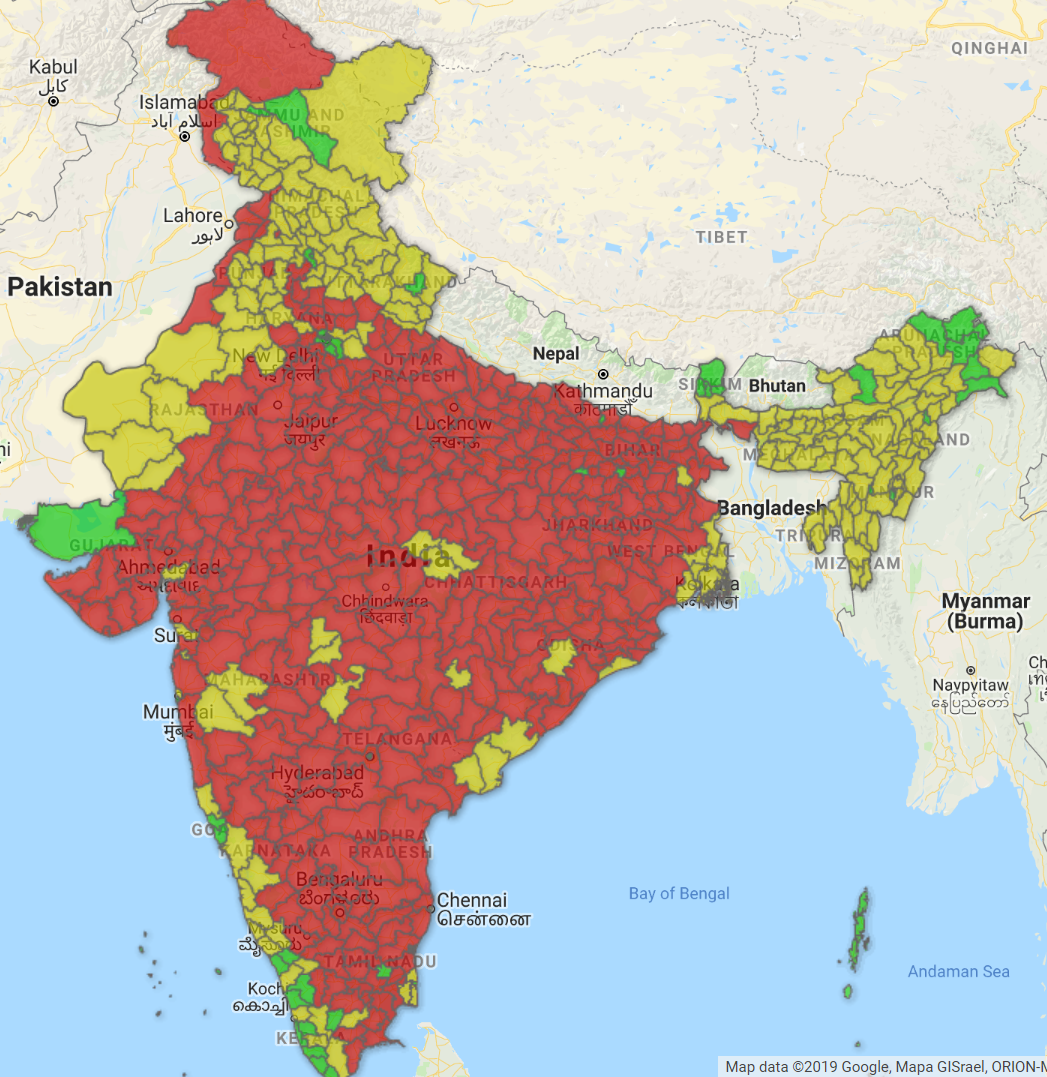 QINGHAI
Kabul
کابل
Islamabad
اسلام آباد
JAMMU AND
KASHMIR
HIMACHAL
PRADESH
Lahore
لاہور
TIBET
PUNJAB
UTTARAKHAND
Pakistan
HARYANA
New Delhi
नई दिल्ली
UTTAR
PRADESH
Nepal
Kathmandu
काठमाडौँ
SIKKIM
Bhutan
ARUNACHAL
PRADESH
RAJASTHAN
Jaipur
जयपुर
Lucknow
लखनऊ
ASSAM
NAGALAND
BIHAR
MEGHALAYA
MANIPUR
Bangladesh
JHARKHAND
TRIPURA
GUJARAT
Ahmedabad
અમદાવાદ
India
WEST BENGAL
MIZORAM
CHHATTISGARH
Kolkata
কলকাতা
Chhindwara
छिंदवाड़ा
Myanmar
(Burma)
Surat
ODISHA
MAHARASHTRA
Naypyitaw
နေပြည်တော်
Mumbai
मुंबई
TELANGANA
Hyderabad
హైదరాబాద్
GOA
ANDHRA
PRADESH
KARNATAKA
Bengaluru
ಬೆಂಗಳೂರು
Chennai
சென்னை
Bay of Bengal
Mysuru
ಮೈಸೂರು
TAMIL NADU
Andaman Sea
Kochi
കൊച്ചി
KERALA
Map data ©2019 Google, Mapa GISrael, ORION-M